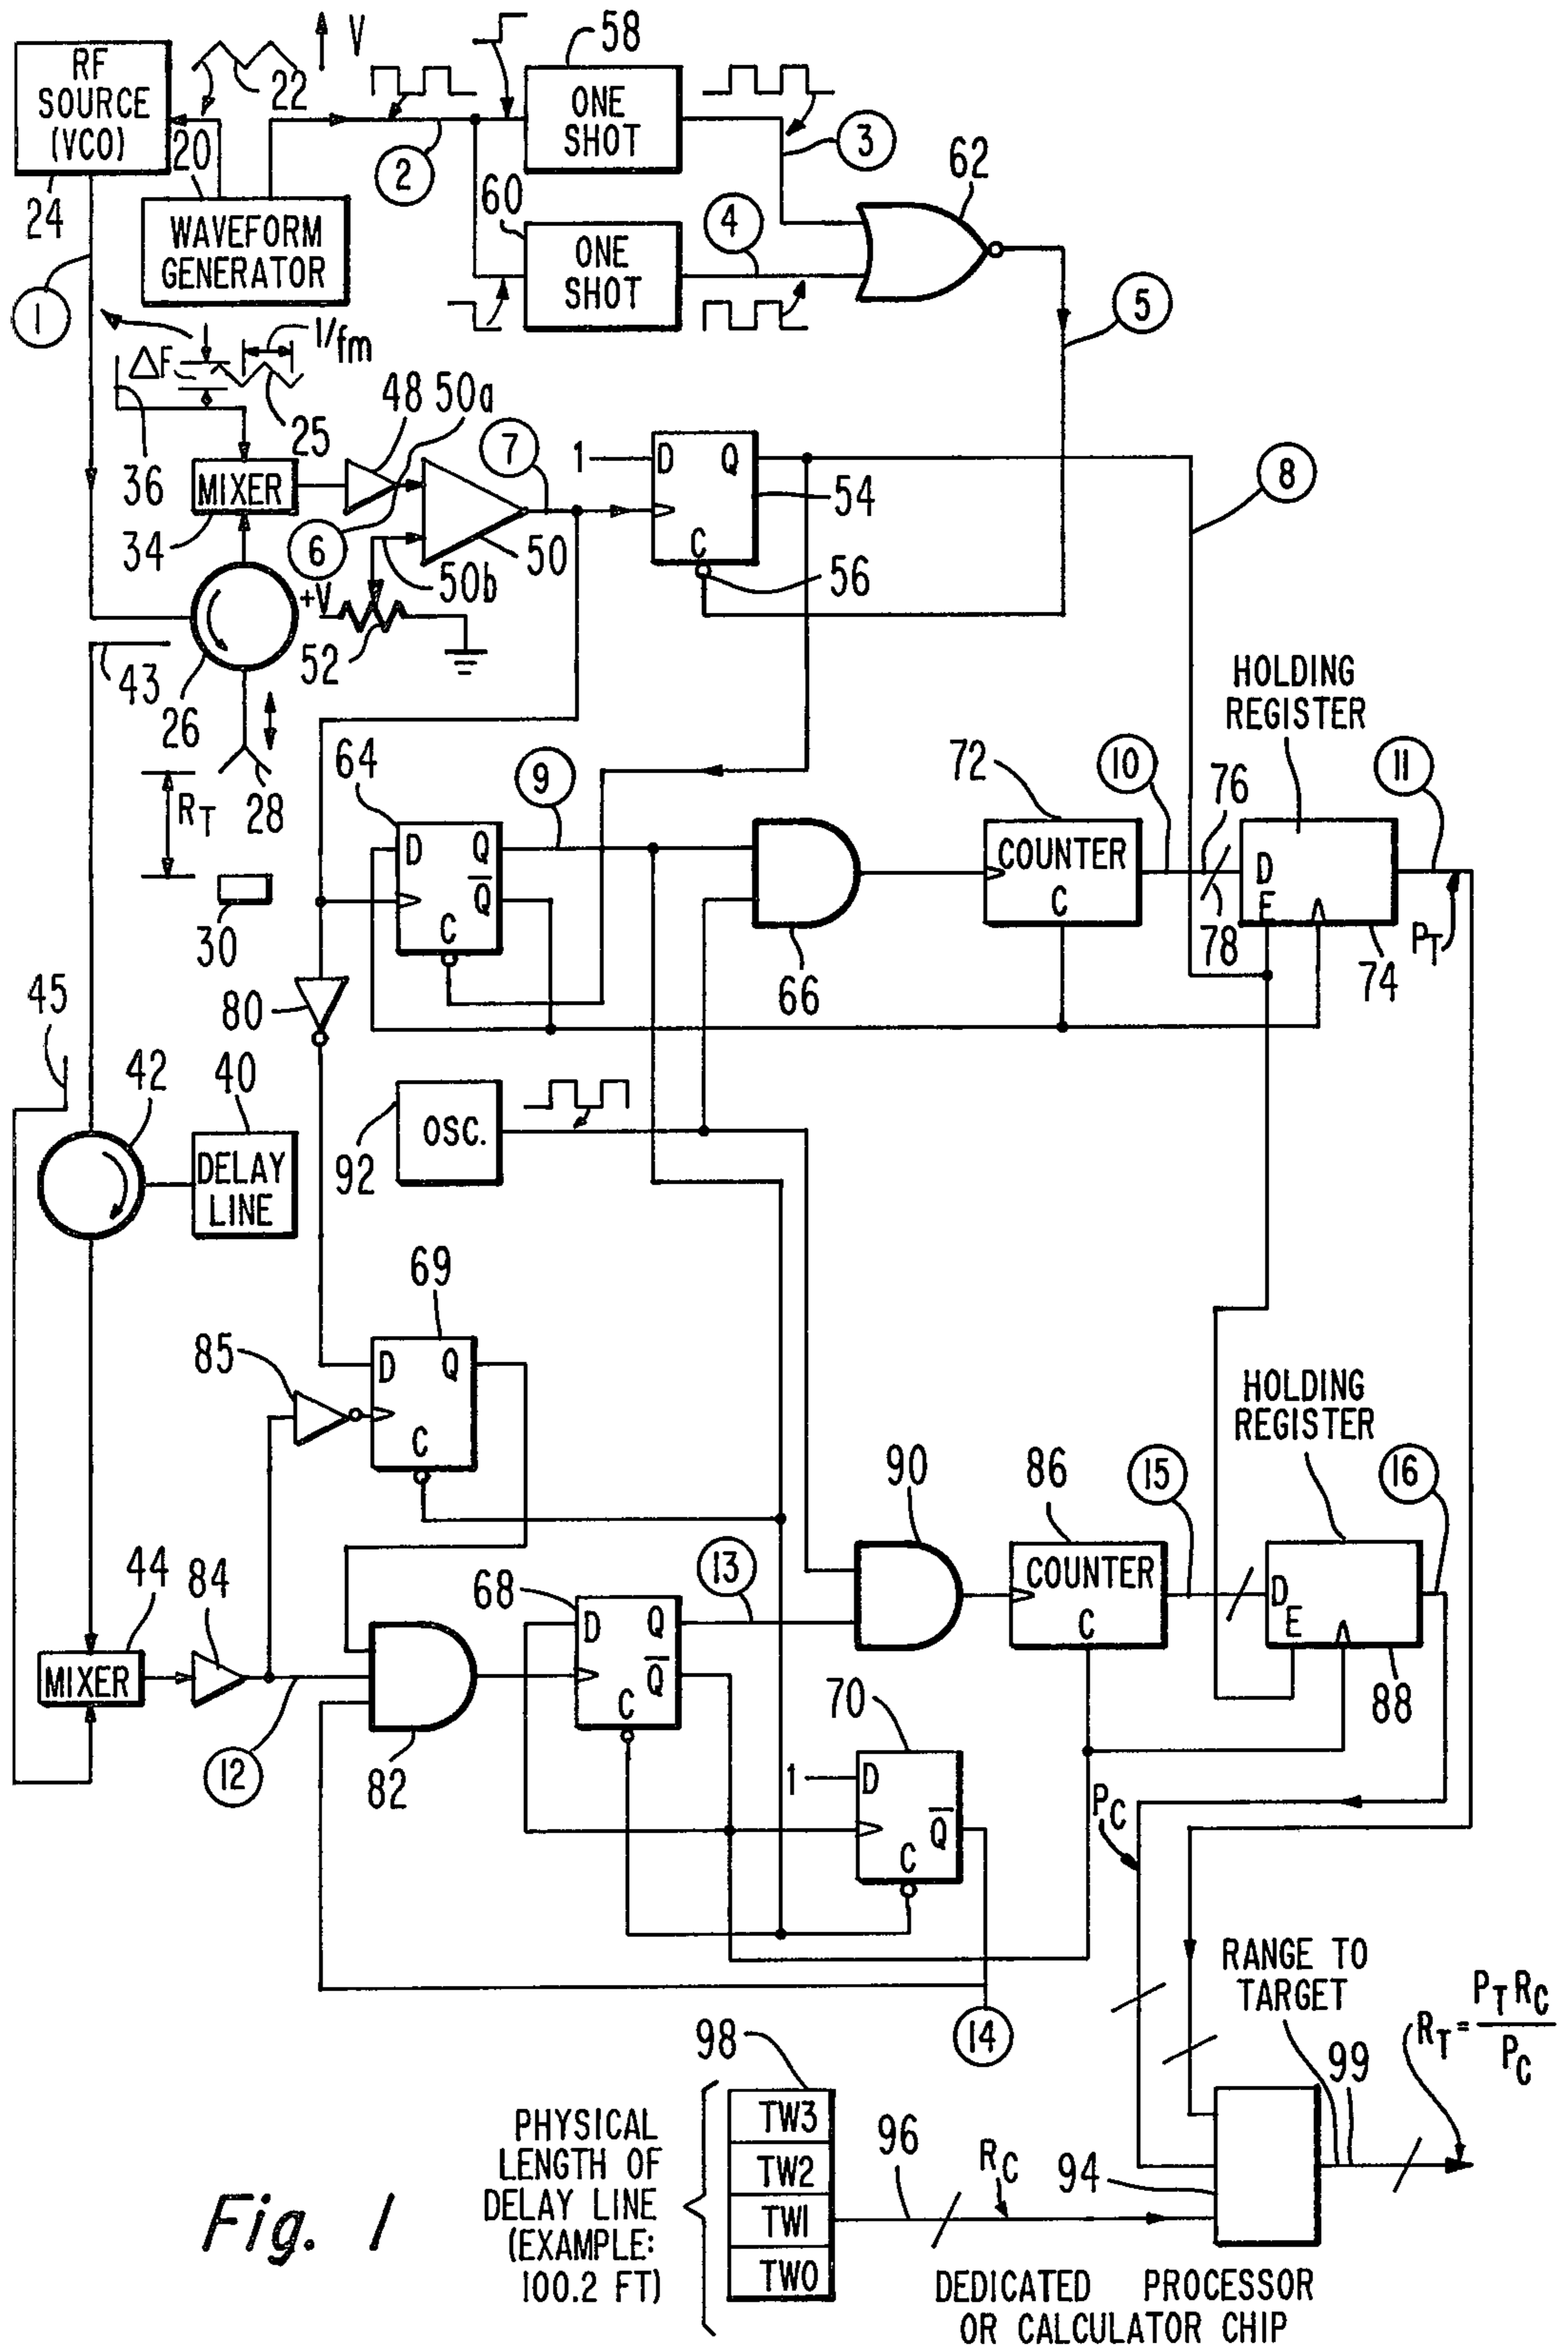 RF
SOURCE
(VCO)
24
22
V
20
WAVEFORM
GENERATOR
2
58
ONE
SHOT
3
60
ONE
SHOT
4
62
5
1
ΔF
1/fm
25
36
MIXER
34
48
50a
6
7
50
50b
+V
52
1
D
Q
C
54
56
8
43
26
28
RT
30
64
9
D
Q
Q̅
C
66
72
COUNTER
C
10
76
78
HOLDING
REGISTER
D
E
74
11
PT
80
45
42
40
DELAY
LINE
92
OSC.
69
D
Q
C
85
44
MIXER
84
12
82
68
D
Q
Q̅
C
13
90
86
COUNTER
C
15
HOLDING
REGISTER
D
E
88
16
70
1
D
Q̅
C
14
PC
RANGE TO
TARGET
99
RT = PT RC
PC
98
TW3
TW2
TW1
TW0
PHYSICAL
LENGTH OF
DELAY LINE
(EXAMPLE:
100.2 FT)
96
RC
94
DEDICATED PROCESSOR
OR CALCULATOR CHIP
Fig. 1